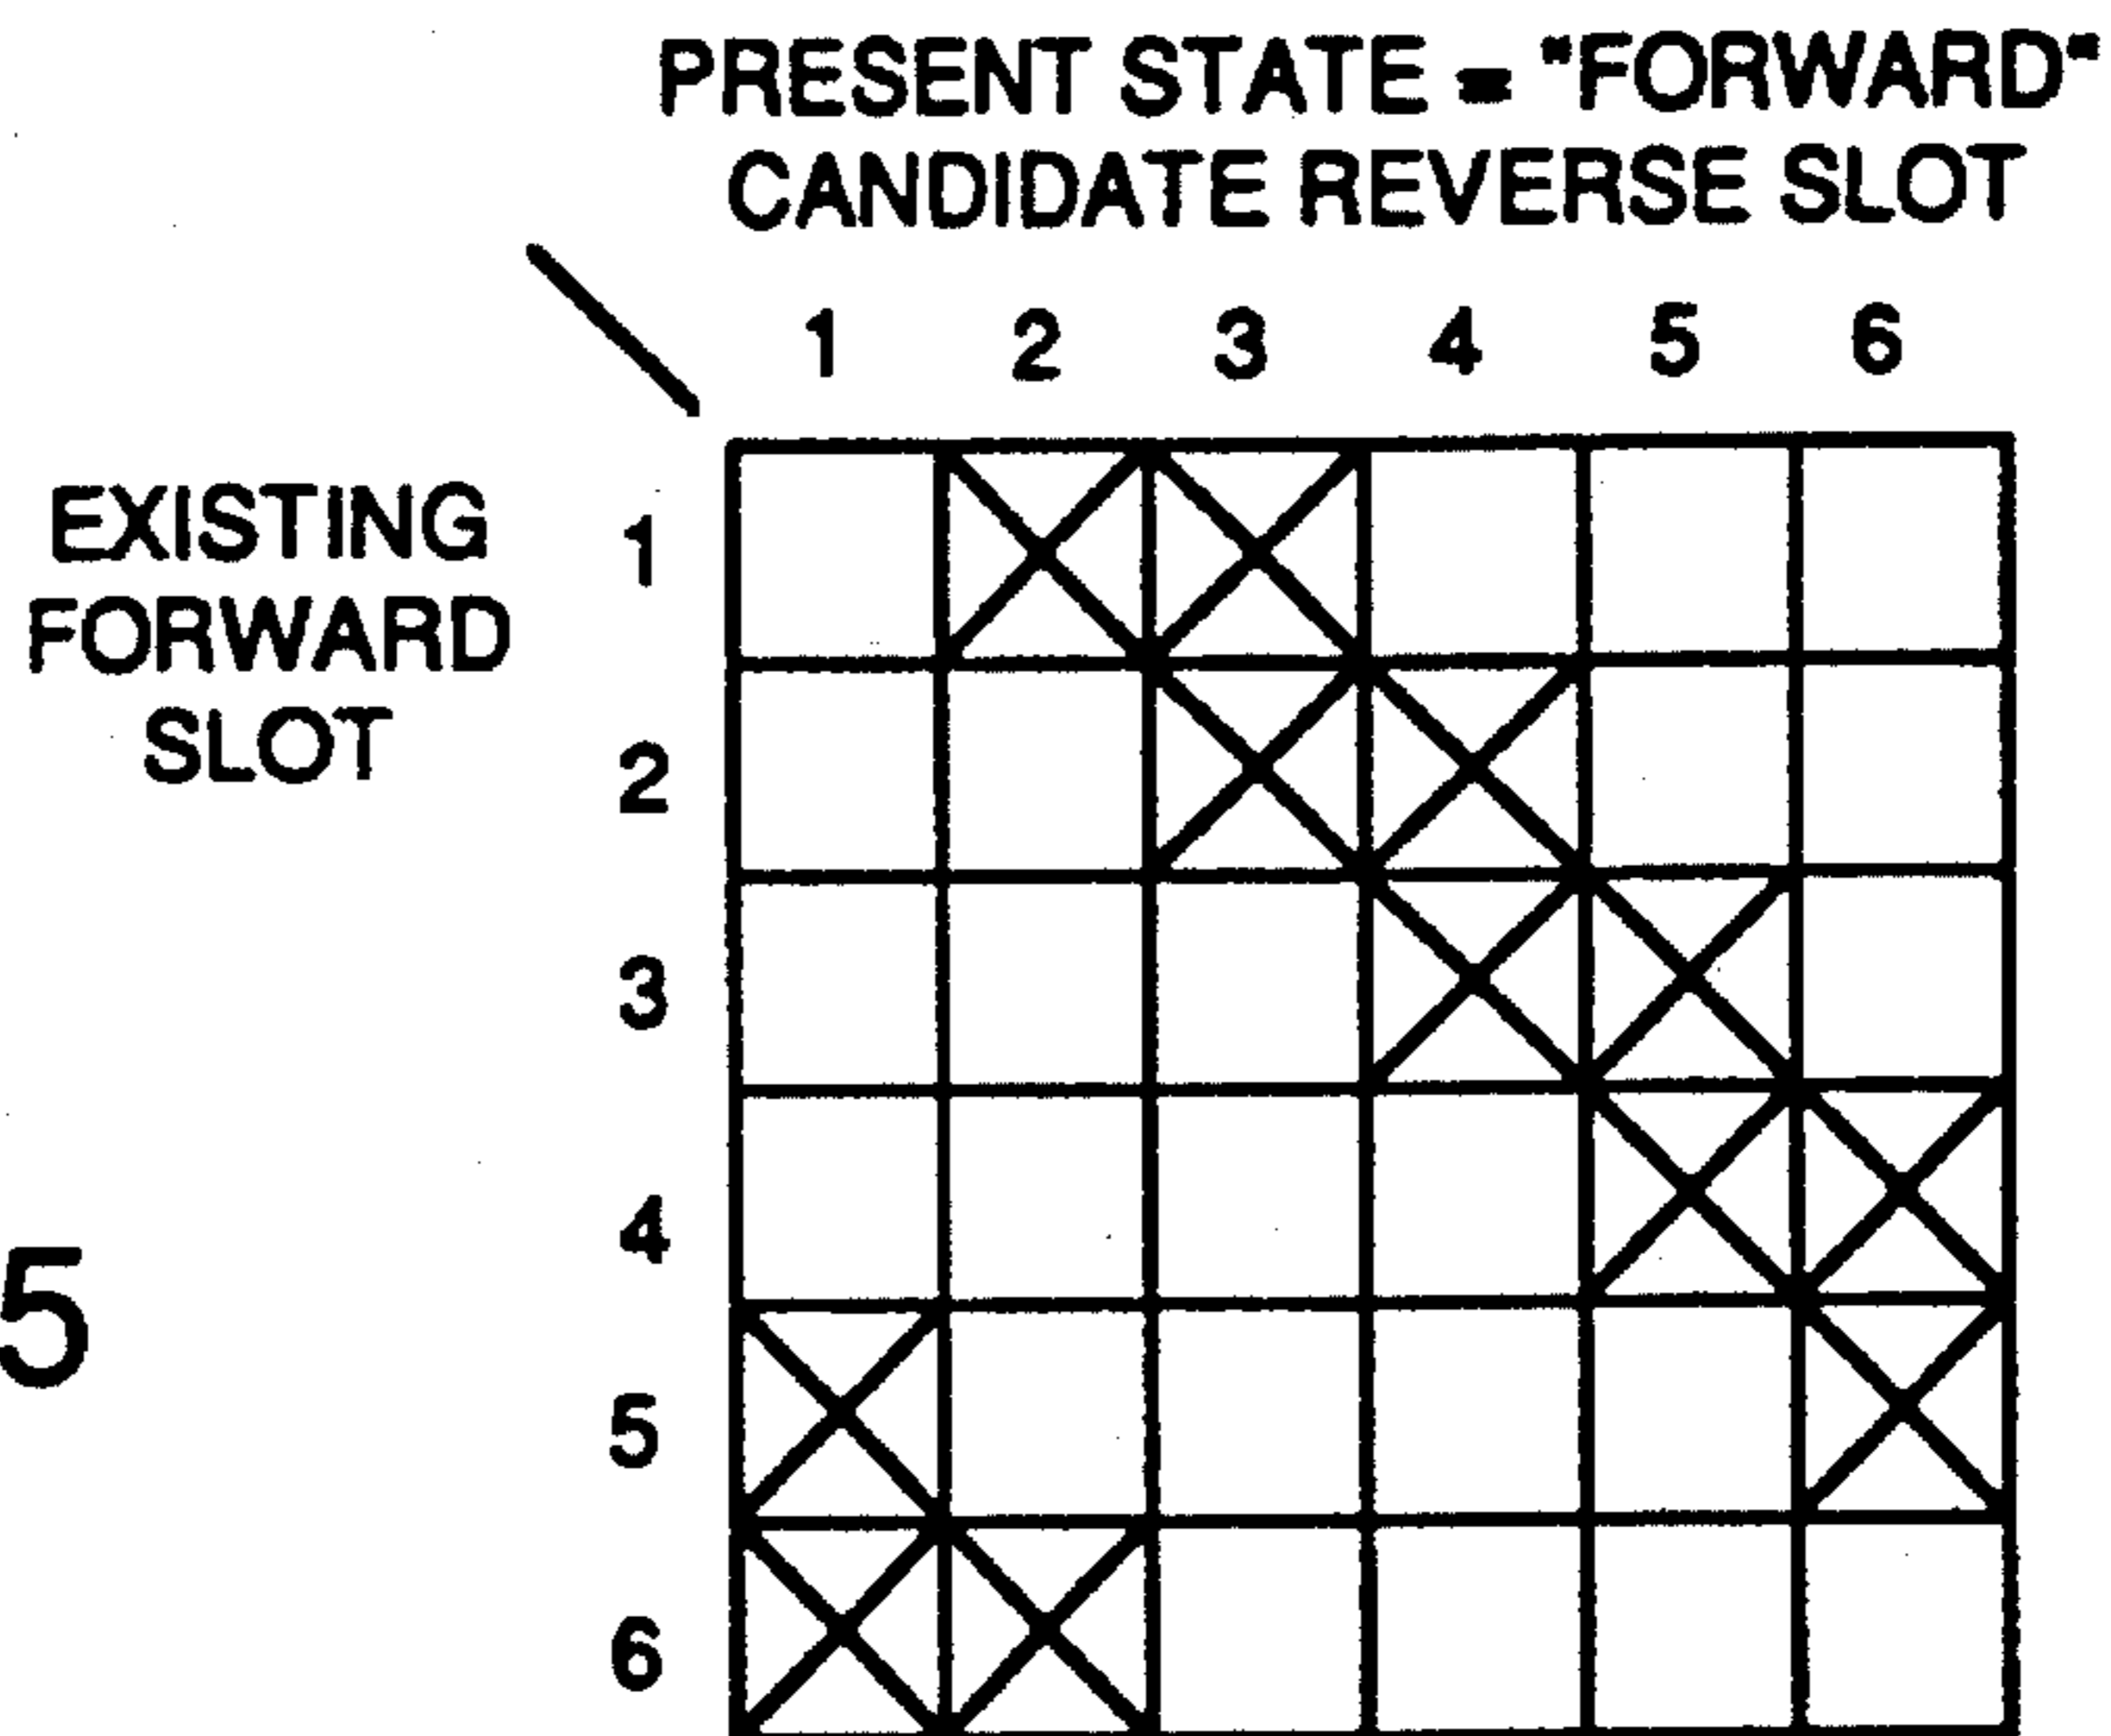 PRESENT STATE = "FORWARD"
CANDIDATE REVERSE SLOT
1 2 3 4 5 6
EXISTING
FORWARD
SLOT
1
2
3
4
5
6
5